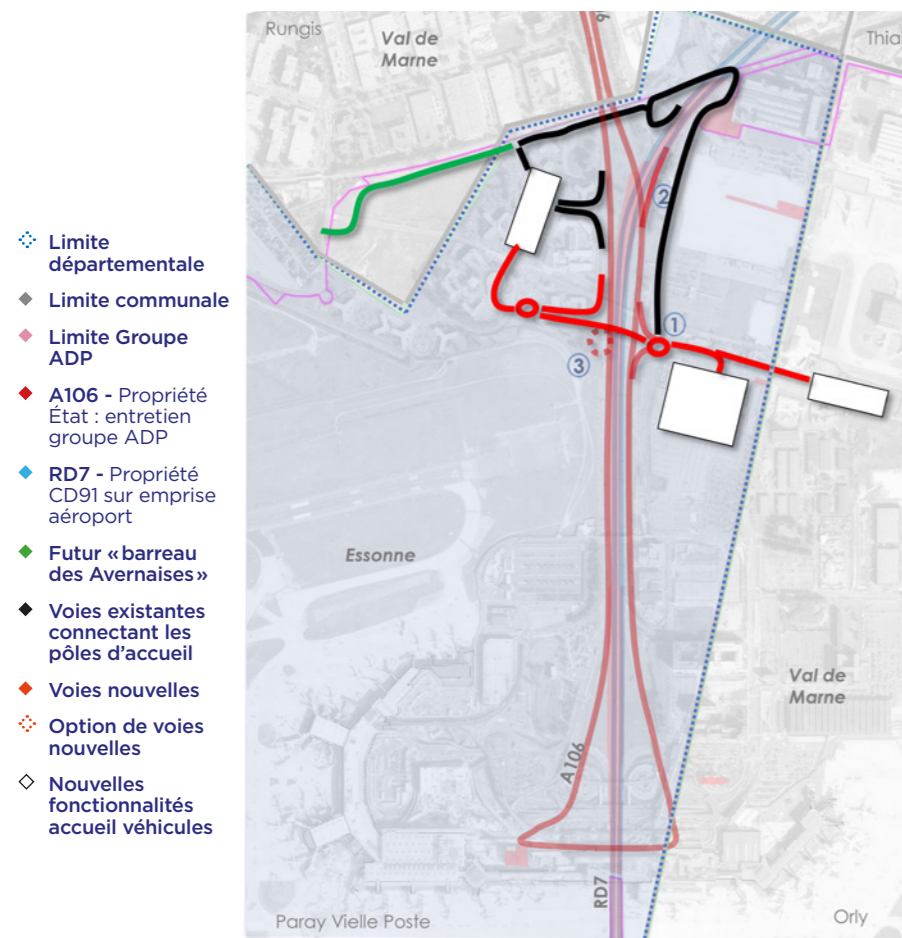 Limite
départementale
Limite communale
Limite Groupe
ADP
A106 - Propriété
État : entretien
groupe ADP
RD7 - Propriété
CD91 sur emprise
aéroport
Futur « barreau
des Avernaises »
Voies existantes
connectant les
pôles d’accueil
Voies nouvelles
Option de voies
nouvelles
Nouvelles
fonctionnalités
accueil véhicules
Rungis
Val de
Marne
Thia
②
①
③
Essonne
Val de
Marne
A106
RD7
Paray Vielle Poste
Orly